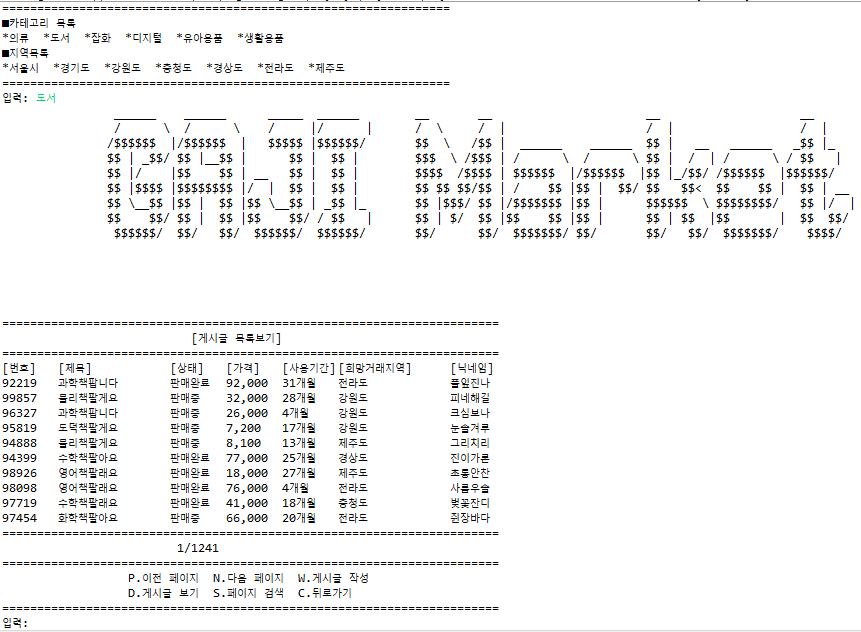 ■카테고리 목록
*의류 *도서 *잡화 *디지털 *유아용품 *생활용품
■지역목록
*서울시 *경기도 *강원도 *충청도 *경상도 *전라도 *제주도
입력: 도서
Market
[게시글 목록보기]
[번호] [제목] [상태] [가격] [사용기간] [희망거래지역] [닉네임]
92219 과학책팝니다 판매완료 92,000 31개월 전라도 풀잎진나
99857 물리책팔게요 판매중 32,000 28개월 강원도 피네해길
96327 과학책팝니다 판매중 26,000 4개월 강원도 크심보나
95819 도덕책팔게요 판매중 7,200 17개월 강원도 눈솔겨루
94888 물리책팔게요 판매중 8,100 13개월 제주도 그리치리
94399 수학책팔아요 판매완료 77,000 25개월 경상도 진이가론
98926 영어책팔래요 판매완료 18,000 27개월 제주도 초롱안찬
98098 영어책팔래요 판매완료 76,000 4개월 전라도 사름우솔
97719 수학책팔래요 판매완료 41,000 18개월 충청도 벚꽃잔디
97454 화학책팔아요 판매중 66,000 20개월 전라도
1/1241
P.이전 페이지 N.다음 페이지 W.게시글 작성
D.게시글 보기 S.페이지 검색 C.뒤로가기
입력: